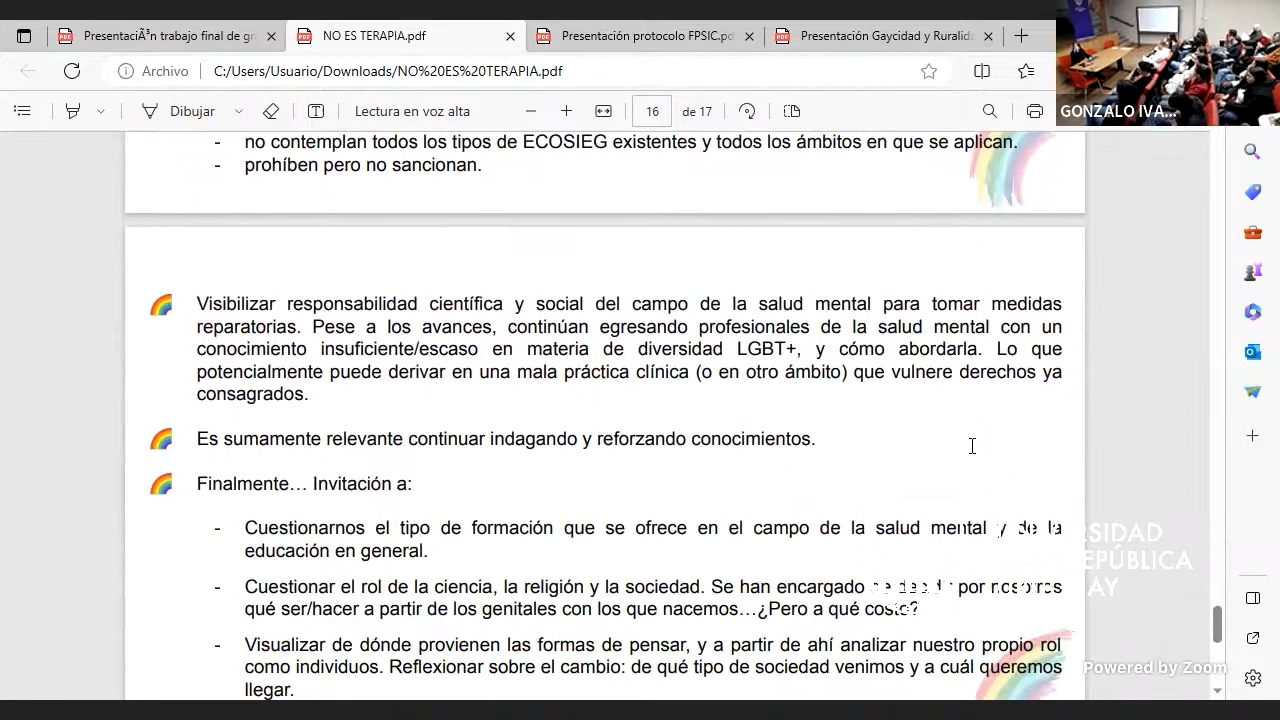 PresentaciÃ³n trabajo final de gra
NO ES TERAPIA.pdf
Presentación protocolo FPSIC.pd
Presentación Gaycidad y Ruralida
Archivo
C:/Users/Usuario/Downloads/NO%20ES%20TERAPIA.pdf
Dibujar
Lectura en voz alta
16
de 17
GONZALO IVA...
- no contemplan todos los tipos de ECOSIEG existentes y todos los ámbitos en que se aplican.
- prohíben pero no sancionan.
Visibilizar responsabilidad científica y social del campo de la salud mental para tomar medidas
reparatorias. Pese a los avances, continúan egresando profesionales de la salud mental con un
conocimiento insuficiente/escaso en materia de diversidad LGBT+, y cómo abordarla. Lo que
potencialmente puede derivar en una mala práctica clínica (o en otro ámbito) que vulnere derechos ya
consagrados.
Es sumamente relevante continuar indagando y reforzando conocimientos.
Finalmente… Invitación a:
- Cuestionarnos el tipo de formación que se ofrece en el campo de la salud mental y de la
educación en general.
- Cuestionar el rol de la ciencia, la religión y la sociedad. Se han encargado por
qué ser/hacer a partir de los genitales con los que nacemos…¿Pero a qué costo?
- Visualizar de dónde provienen las formas de pensar, y a partir de ahí analizar nuestro propio rol
como individuos. Reflexionar sobre el cambio: de qué tipo de sociedad venimos y a cuál queremos
llegar.
Powered by Zoom